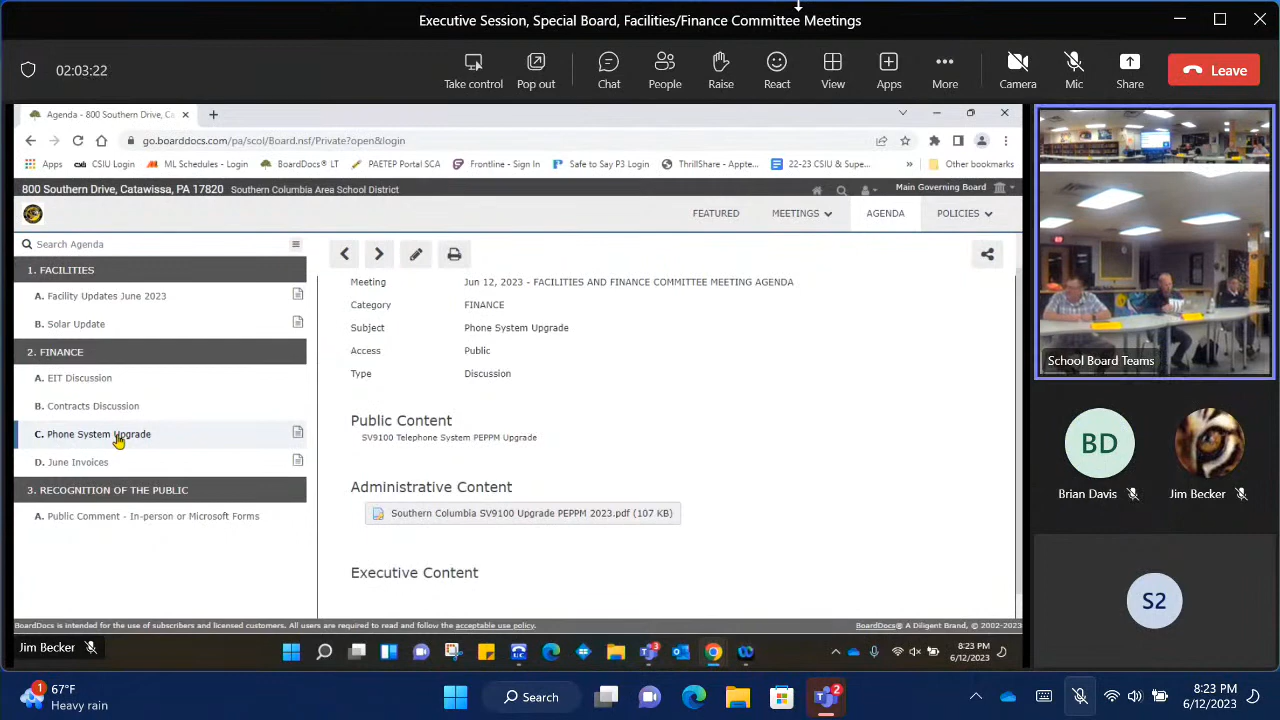 Executive Session, Special Board, Facilities/Finance Committee Meetings
02:03:22
Take control
Pop out
Chat
People
Raise
React
View
Apps
More
Camera
Mic
Share
Leave
Agenda - 800 Southern Drive, Ca
go.boarddocs.com/pa/scol/Board.nsf/Private?open&login
Apps
CSIU Login
ML Schedules - Login
BoardDocs® LT
PAETEP Portal SCA
Frontline - Sign In
Safe to Say P3 Login
ThrillShare - Appte...
22-23 CSIU & Supe...
»
Other bookmarks
800 Southern Drive, Catawissa, PA 17820 Southern Columbia Area School District
Main Governing Board
FEATURED
MEETINGS
AGENDA
POLICIES
Search Agenda
1. FACILITIES
A. Facility Updates June 2023
B. Solar Update
2. FINANCE
A. EIT Discussion
B. Contracts Discussion
C. Phone System Upgrade
D. June Invoices
3. RECOGNITION OF THE PUBLIC
A. Public Comment - In-person or Microsoft Forms
Meeting Jun 12, 2023 - FACILITIES AND FINANCE COMMITTEE MEETING AGENDA
Category FINANCE
Subject Phone System Upgrade
Access Public
Type Discussion
Public Content
SV9100 Telephone System PEPPM Upgrade
Administrative Content
Southern Columbia SV9100 Upgrade PEPPM 2023.pdf (107 KB)
Executive Content
BoardDocs is intended for the use of subscribers and licensed customers. All users are required to read and follow the acceptable use policy.
BoardDocs® A Diligent Brand, © 2002-2023
Jim Becker
8:23 PM
6/12/2023
School Board Teams
BD
Brian Davis
Jim Becker
S2
1
67°F
Heavy rain
Search
2
8:23 PM
6/12/2023